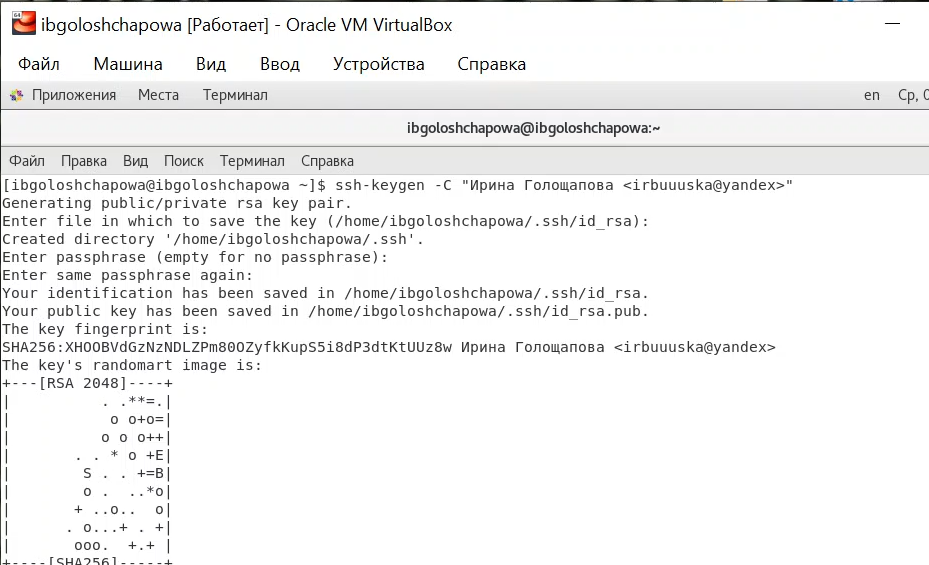 64
ibgoloshchapowa [Работает] - Oracle VM VirtualBox
Файл Машина Вид Ввод Устройства Справка
Приложения Места Терминал en Ср, 0
ibgoloshchapowa@ibgoloshchapowa:~
Файл Правка Вид Поиск Терминал Справка
[ibgoloshchapowa@ibgoloshchapowa ~]$ ssh-keygen -C "Ирина Голощапова <irbuuuska@yandex>"
Generating public/private rsa key pair.
Enter file in which to save the key (/home/ibgoloshchapowa/.ssh/id_rsa):
Created directory '/home/ibgoloshchapowa/.ssh'.
Enter passphrase (empty for no passphrase):
Enter same passphrase again:
Your identification has been saved in /home/ibgoloshchapowa/.ssh/id_rsa.
Your public key has been saved in /home/ibgoloshchapowa/.ssh/id_rsa.pub.
The key fingerprint is:
SHA256:XHOOBVdGzNzNDLZPm80OZyfkKupS5i8dP3dtKtUUz8w Ирина Голощапова <irbuuuska@yandex>
The key's randomart image is:
+---[RSA 2048]----+
|          . .**=.|
|           o o+o=|
|          o o o++|
|       . . * o +E|
|        S . . +=B|
|        o .  ..*o|
|       + ..o..  o|
|      . o...+ . +|
|       ooo.  +.+ |
+----[SHA256]-----+